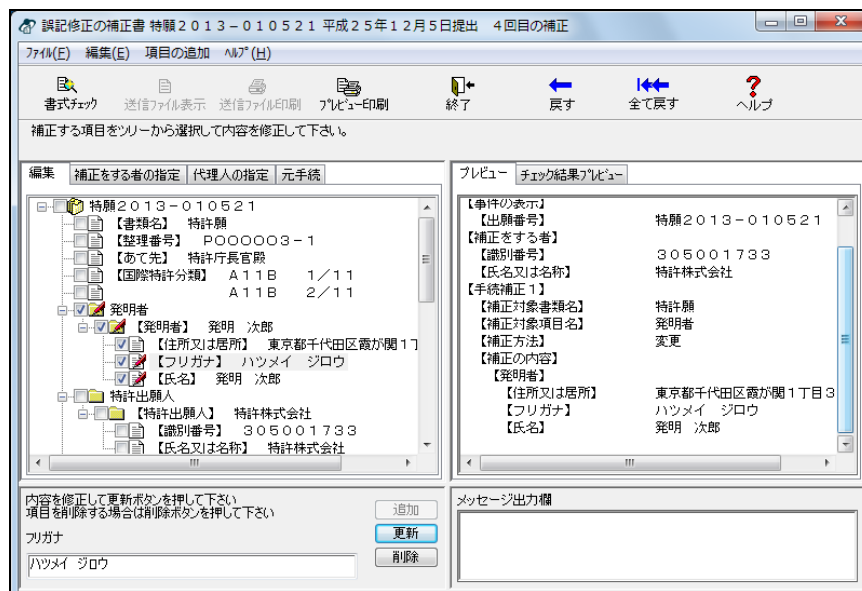 誤記修正の補正書 特願２０１３－０１０５２１ 平成２５年１２月５日提出　４回目の補正
ﾌｧｲﾙ(F)　編集(E)　項目の追加　ﾍﾙﾌﾟ(H)
書式ﾁｪｯｸ　送信ﾌｧｲﾙ表示　送信ﾌｧｲﾙ印刷　ﾌﾟﾚﾋﾞｭｰ印刷　終了　戻す　全て戻す　ヘルプ
補正する項目をツリーから選択して内容を修正して下さい。
編集　補正をする者の指定　代理人の指定　元手続
特願２０１３－０１０５２１
【書類名】　特許願
【整理番号】　Ｐ００００００３－１
【あて先】　特許庁長官殿
【国際特許分類】　Ａ１１Ｂ　　１／１１
Ａ１１Ｂ　　２／１１
発明者
【発明者】　発明　次郎
【住所又は居所】　東京都千代田区霞が関１丁
【フリガナ】　ハツメイ　ジロウ
【氏名】　発明　次郎
特許出願人
【特許出願人】　特許株式会社
【識別番号】　３０５００１７３３
【氏名又は名称】　特許株式会社
プレビュー　ﾁｪｯｸ結果ﾌﾟﾚﾋﾞｭｰ
【事件の表示】
【出願番号】　特願２０１３－０１０５２１
【補正をする者】
【識別番号】　３０５００１７３３
【氏名又は名称】　特許株式会社
【手続補正１】
【補正対象書類名】　特許願
【補正対象項目名】　発明者
【補正方法】　変更
【補正の内容】
【発明者】
【住所又は居所】　東京都千代田区霞が関１丁目３
【フリガナ】　ハツメイ　ジロウ
【氏名】　発明　次郎
内容を修正して更新ボタンを押して下さい
項目を削除する場合は削除ボタンを押して下さい
フリガナ
ハツメイ　ジロウ
追加
更新
削除
メッセージ出力欄